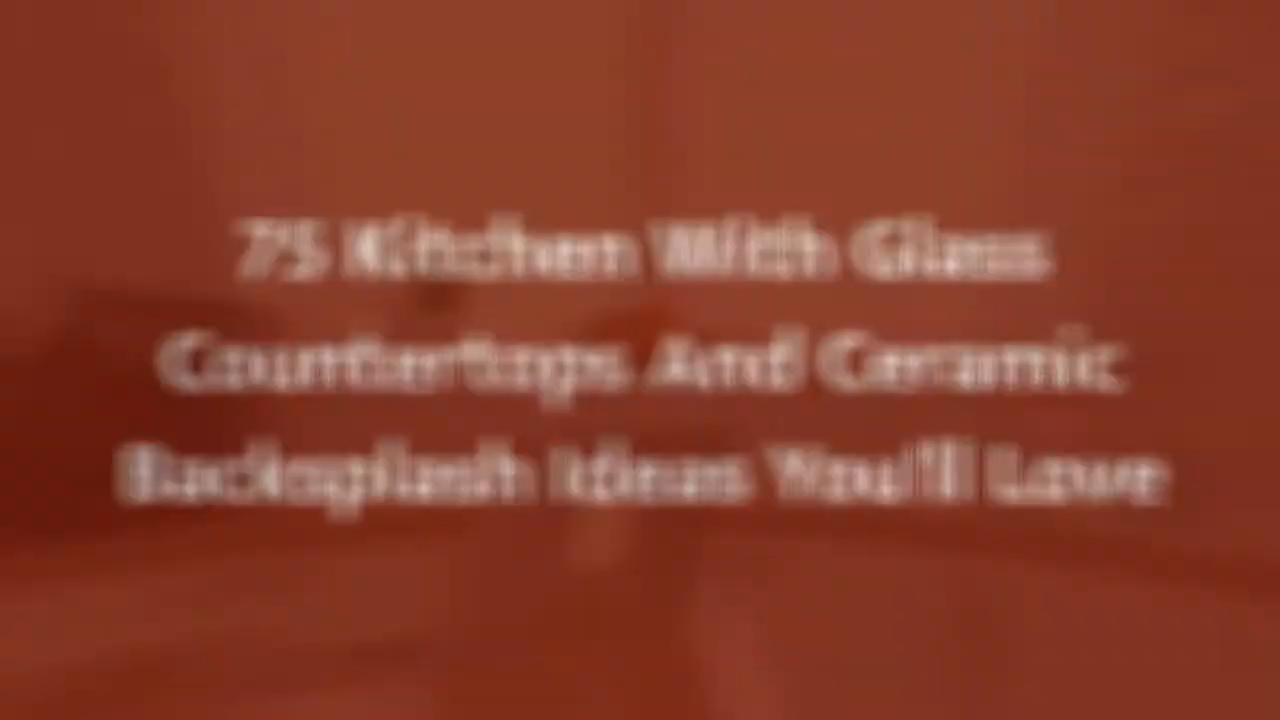 75 Kitchen With Glass
Countertops And Ceramic
Backsplash Ideas You'll Love